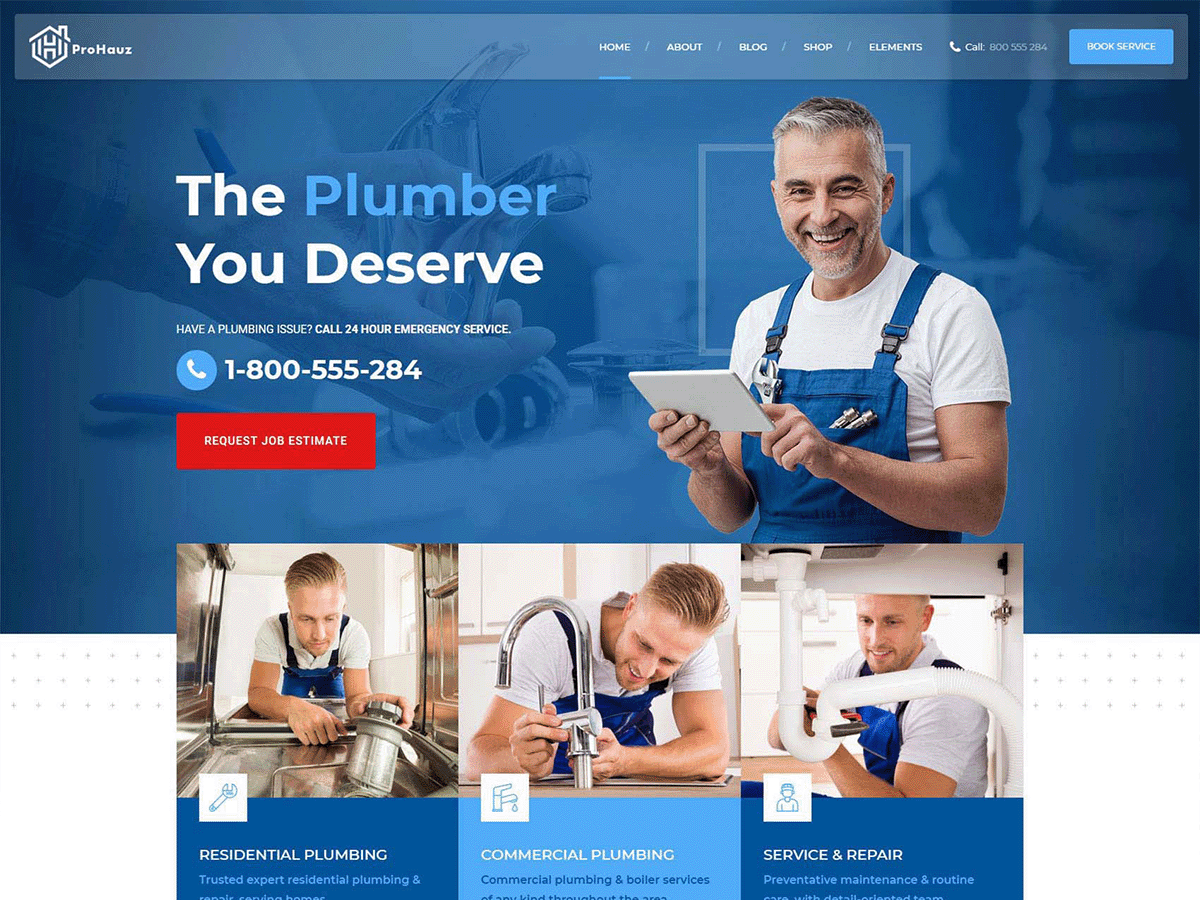 ProHauz
HOME / ABOUT / BLOG / SHOP / ELEMENTS
Call: 800 555 284
BOOK SERVICE
The Plumber
You Deserve
HAVE A PLUMBING ISSUE? CALL 24 HOUR EMERGENCY SERVICE.
1-800-555-284
REQUEST JOB ESTIMATE
RESIDENTIAL PLUMBING
Trusted expert residential plumbing &
repair, serving homes
COMMERCIAL PLUMBING
Commercial plumbing & boiler services
of any kind throughout the area
SERVICE & REPAIR
Preventative maintenance & routine
care, with detail-oriented team